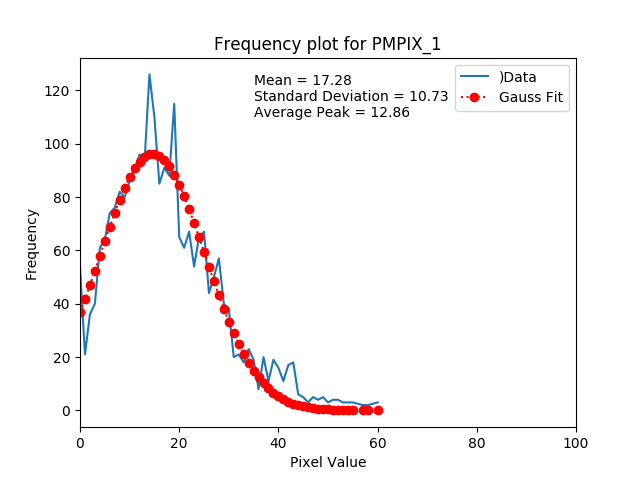 Frequency plot for PMPIX_1
Mean = 17.28
Standard Deviation = 10.73
Average Peak = 12.86
)Data
Gauss Fit
Frequency
120
100
80
60
40
20
0
0 20 40 60 80 100
Pixel Value